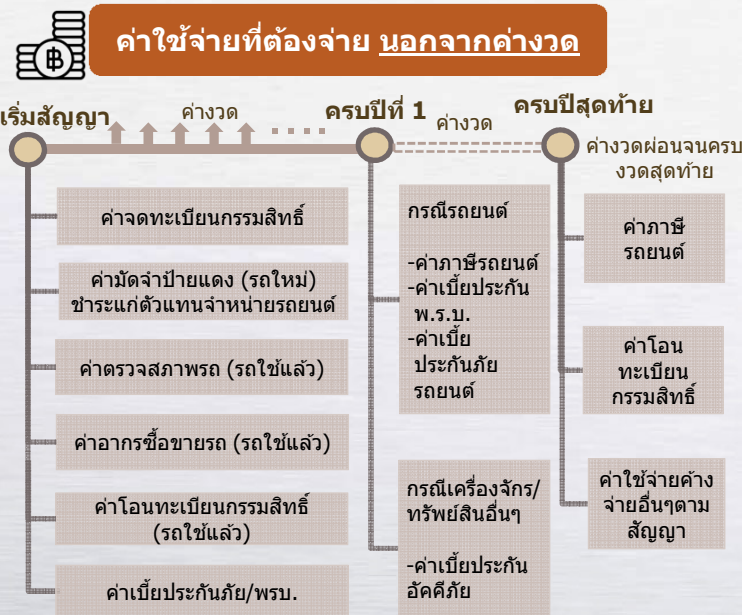 ค่าใช้จ่ายที่ต้องจ่าย นอกจากค่างวด
เริ่มสัญญา
ค่างวด
ครบปีที่ 1
ค่างวด
ครบปีสุดท้าย
ค่างวดผ่อนจนครบ
งวดสุดท้าย
ค่าจดทะเบียนกรรมสิทธิ์
ค่ามัดจำป้ายแดง (รถใหม่)
ชำระแก่ตัวแทนจำหน่ายรถยนต์
ค่าตรวจสภาพรถ (รถใช้แล้ว)
ค่าอากรซื้อขายรถ (รถใช้แล้ว)
ค่าโอนทะเบียนกรรมสิทธิ์
(รถใช้แล้ว)
ค่าเบี้ยประกันภัย/พรบ.
กรณีรถยนต์
-ค่าภาษีรถยนต์
-ค่าเบี้ยประกัน
พ.ร.บ.
-ค่าเบี้ย
ประกันภัย
รถยนต์
กรณีเครื่องจักร/
ทรัพย์สินอื่นๆ
-ค่าเบี้ยประกัน
อัคคีภัย
ค่าภาษี
รถยนต์
ค่าโอน
ทะเบียน
กรรมสิทธิ์
ค่าใช้จ่ายค้าง
จ่ายอื่นๆตาม
สัญญา